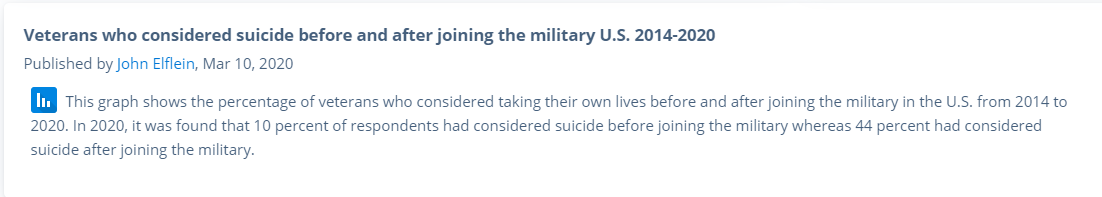 Veterans who considered suicide before and after joining the military U.S. 2014-2020
Published by John Elflein, Mar 10, 2020
This graph shows the percentage of veterans who considered taking their own lives before and after joining the military in the U.S. from 2014 to
2020. In 2020, it was found that 10 percent of respondents had considered suicide before joining the military whereas 44 percent had considered
suicide after joining the military.